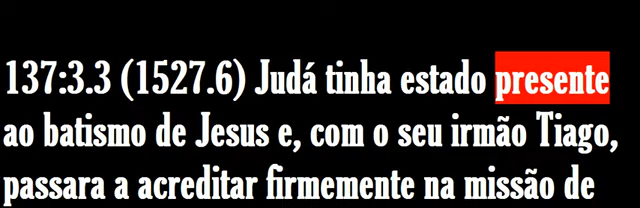 137:3.3 (1527.6) Judá tinha estado presente
ao batismo de Jesus e, com o seu irmão Tiago,
passara a acreditar firmemente na missão de